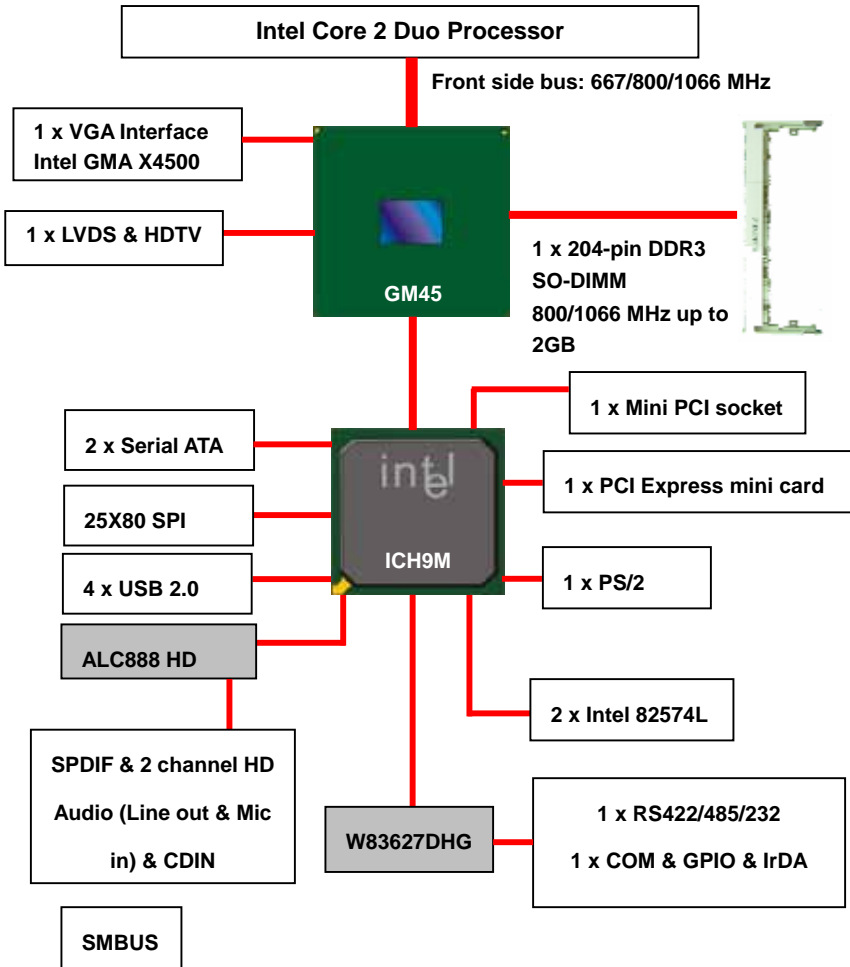 Intel Core 2 Duo Processor
Front side bus: 667/800/1066 MHz
1 x VGA Interface
Intel GMA X4500
1 x LVDS & HDTV
GM45
1 x 204-pin DDR3
SO-DIMM
800/1066 MHz up to
2GB
1 x Mini PCI socket
2 x Serial ATA
intel
1 x PCI Express mini card
25X80 SPI
ICH9M
4 x USB 2.0
1 x PS/2
ALC888 HD
2 x Intel 82574L
SPDIF & 2 channel HD
Audio (Line out & Mic
in) & CDIN
W83627DHG
1 x RS422/485/232
1 x COM & GPIO & IrDA
SMBUS